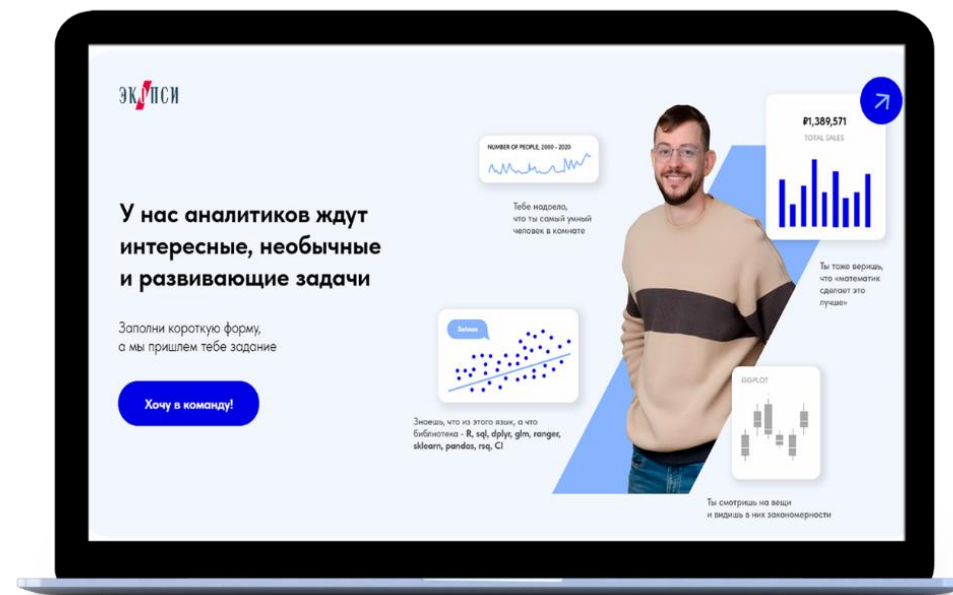 ЭКОПСИ
У нас аналитиков ждут
интересные, необычные
и развивающие задачи
Заполни короткую форму,
а мы пришлем тебе задание
Хочу в команду!
NUMBER OF PEOPLE, 2000 - 2020
Тебе надоело,
что ты самый умный
человек в комнате
₽1,389,571
TOTAL SALES
Ты тоже веришь,
что «математик
сделает это
лучше»
Знаешь, что из этого язык, а что
библиотека - R, sql, dplyr, glm, ranger,
sklearn, pandas, rsq, CI
GGPLOT
Ты смотришь на вещи
и видишь в них закономерности